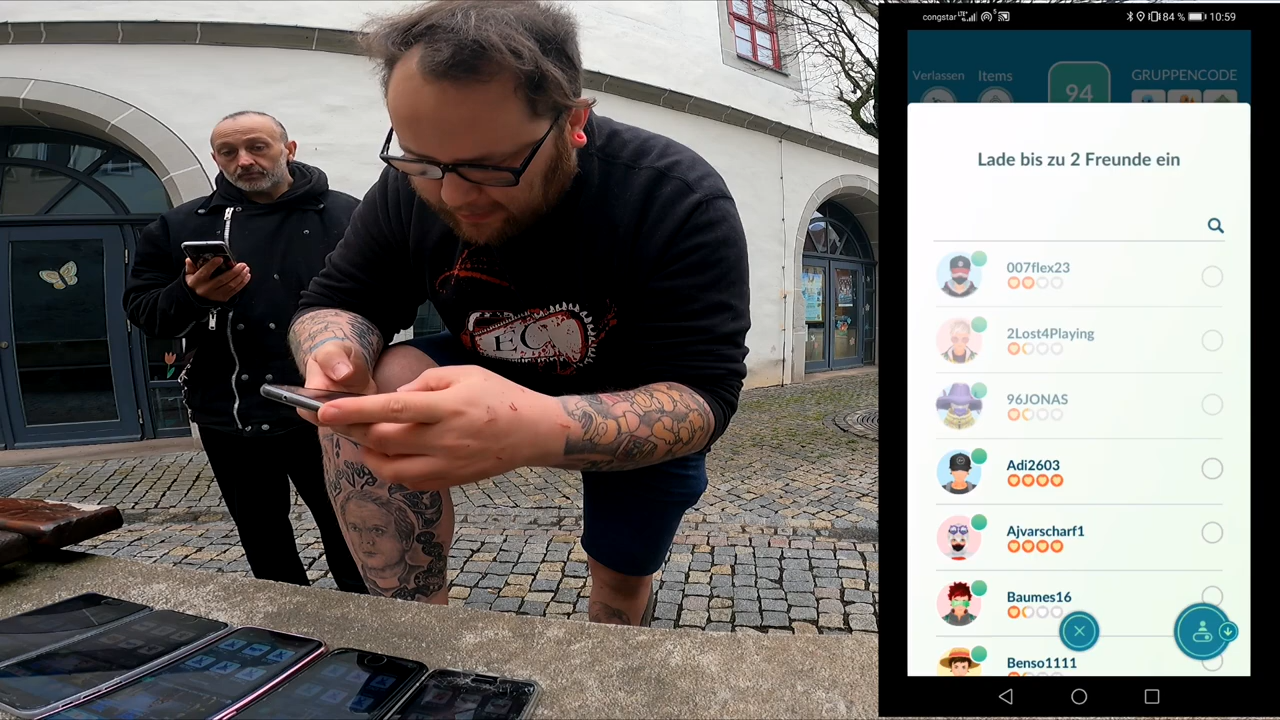 congstar
84 % 10:59
Verlassen Items 94 GRUPPENCODE
Lade bis zu 2 Freunde ein
007flex23
2Lost4Playing
96JONAS
Adi2603
Ajvarscharf1
Baumes16
Benso1111
EC